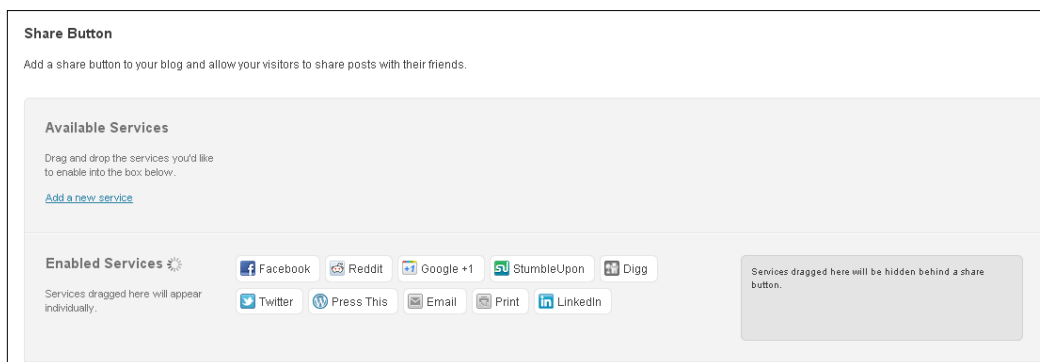 Share Button
Add a share button to your blog and allow your visitors to share posts with their friends.
Available Services
Drag and drop the services you'd like
to enable into the box below.
Add a new service
Enabled Services
Services dragged here will appear
individually.
Facebook Reddit +1 Google +1 StumbleUpon Digg
Twitter Press This Email Print in LinkedIn
Services dragged here will be hidden behind a share
button.